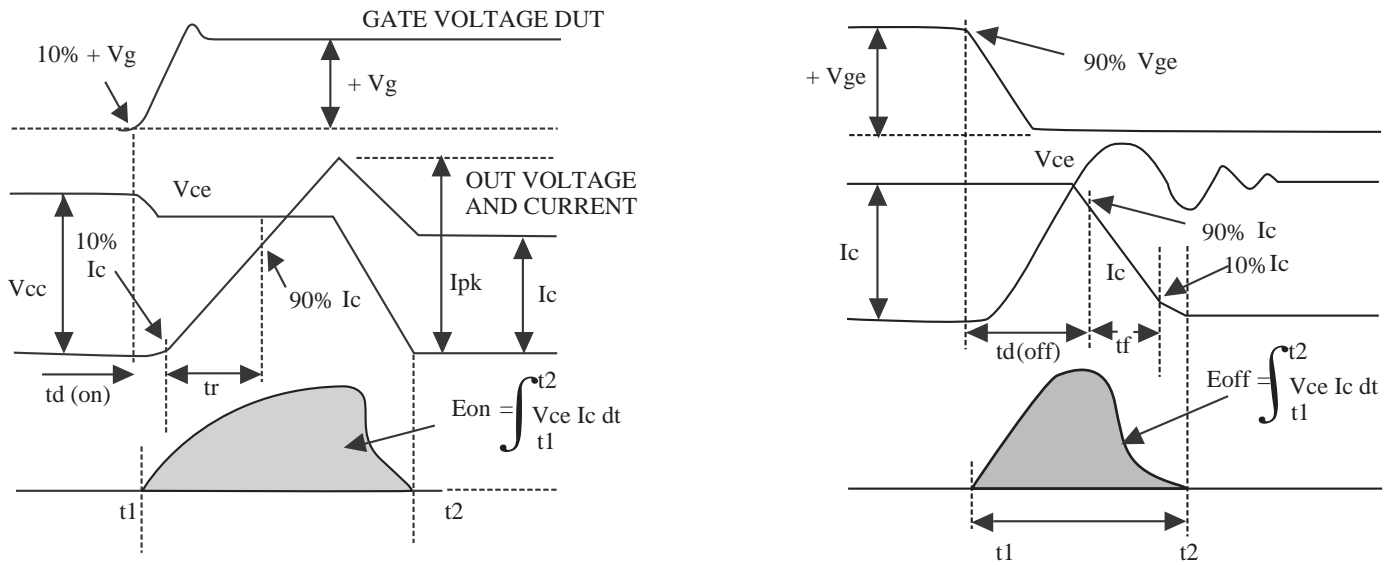 GATE VOLTAGE DUT
10% + Vg
+ Vg
Vce
OUT VOLTAGE
AND CURRENT
10%
Ic
Vcc
90% Ic
Ipk
Ic
td (on)
tr
Eon = ∫ t2
Vce Ic dt
t1
t1
t2
90% Vge
+ Vge
Vce
90% Ic
Ic
Ic
10% Ic
td(off)
tf
Eoff = ∫ t2
Vce Ic dt
t1
t1
t2